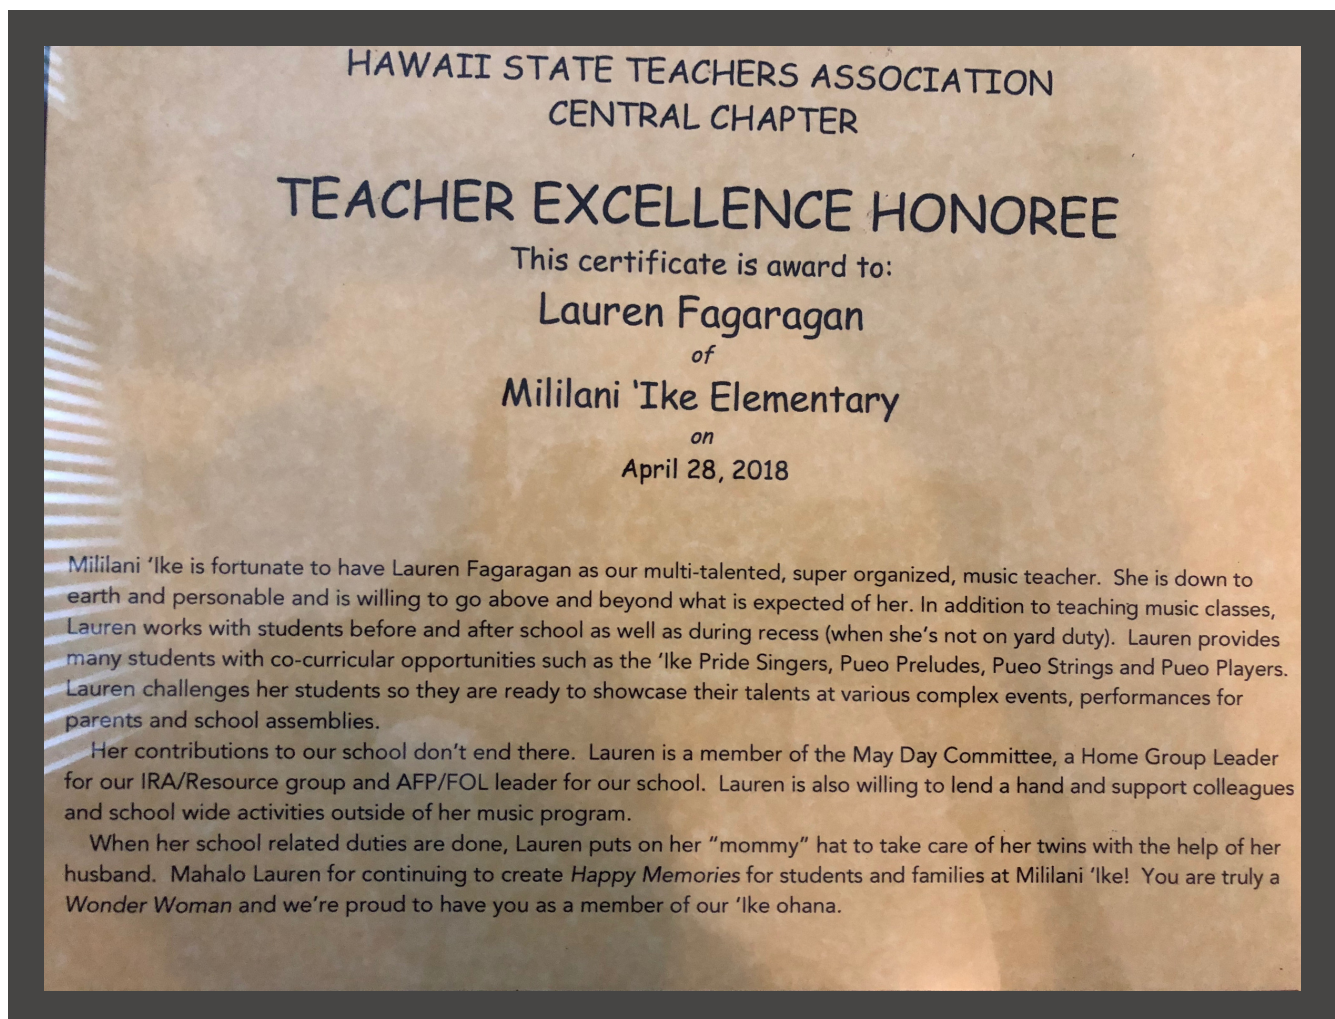 HAWAII STATE TEACHERS ASSOCIATION
CENTRAL CHAPTER
TEACHER EXCELLENCE HONOREE
This certificate is award to:
Lauren Fagaragan
of
Mililani 'Ike Elementary
on
April 28, 2018
Mililani 'Ike is fortunate to have Lauren Fagaragan as our multi-talented, super organized, music teacher. She is down to
earth and personable and is willing to go above and beyond what is expected of her. In addition to teaching music classes,
Lauren works with students before and after school as well as during recess (when she's not on yard duty). Lauren provides
many students with co-curricular opportunities such as the 'Ike Pride Singers, Pueo Preludes, Pueo Strings and Pueo Players.
Lauren challenges her students so they are ready to showcase their talents at various complex events, performances for
parents and school assemblies.
Her contributions to our school don't end there. Lauren is a member of the May Day Committee, a Home Group Leader
for our IRA/Resource group and AFP/FOL leader for our school. Lauren is also willing to lend a hand and support colleagues
and school wide activities outside of her music program.
When her school related duties are done, Lauren puts on her "mommy" hat to take care of her twins with the help of her
husband. Mahalo Lauren for continuing to create Happy Memories for students and families at Mililani 'Ike! You are truly a
Wonder Woman and we're proud to have you as a member of our 'Ike ohana.